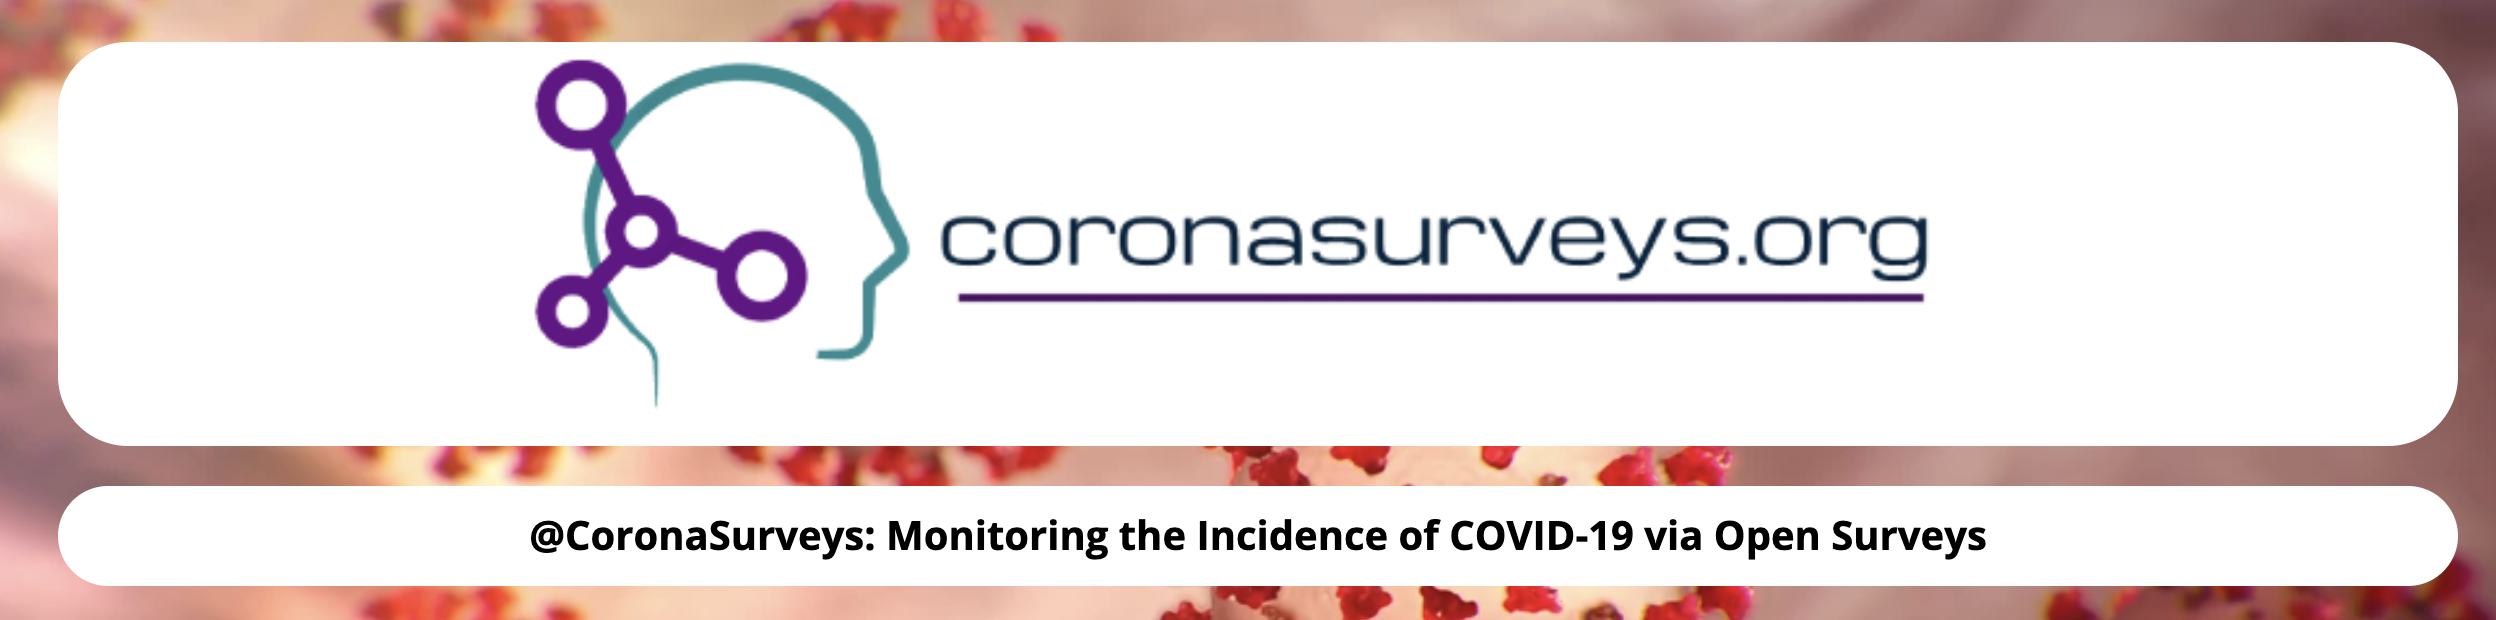 coronasurveys.org
@CoronaSurveys: Monitoring the Incidence of COVID-19 via Open Surveys